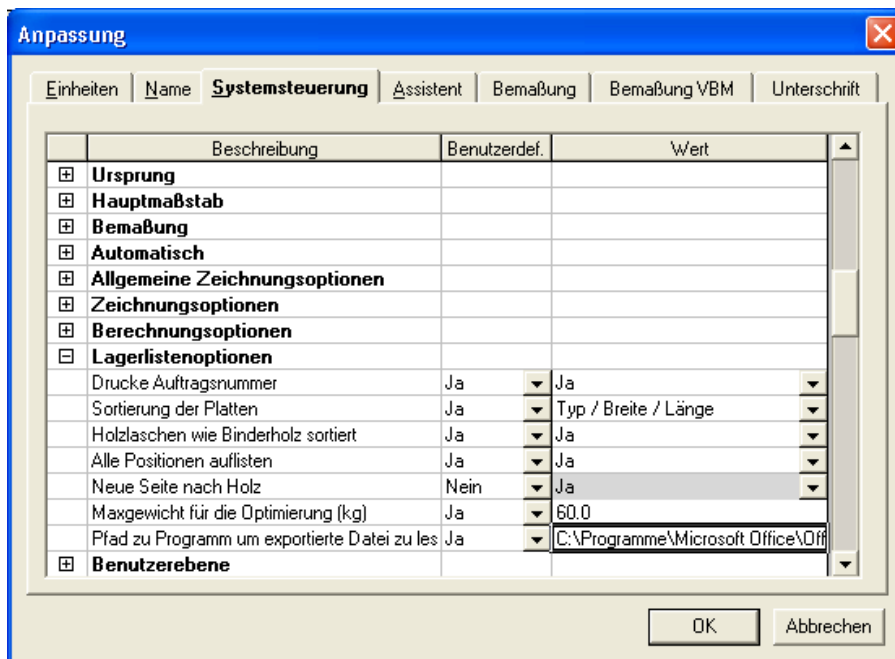 Anpassung
Einheiten Name Systemsteuerung Assistent Bemaßung Bemaßung VBM Unterschrift
Beschreibung Benutzerdef. Wert
Ursprung
Hauptmaßstab
Bemaßung
Automatisch
Allgemeine Zeichnungsoptionen
Zeichnungsoptionen
Berechnungsoptionen
Lagerlistenoptionen
Drucke Auftragsnummer Ja Ja
Sortierung der Platten Ja Typ / Breite / Länge
Holzlaschen wie Binderholz sortiert Ja Ja
Alle Positionen auflisten Ja Ja
Neue Seite nach Holz Nein Ja
Maxgewicht für die Optimierung (kg) Ja 60.0
Pfad zu Programm um exportierte Datei zu les Ja C:\Programme\Microsoft Office\Off
Benutzerebene
OK Abbrechen